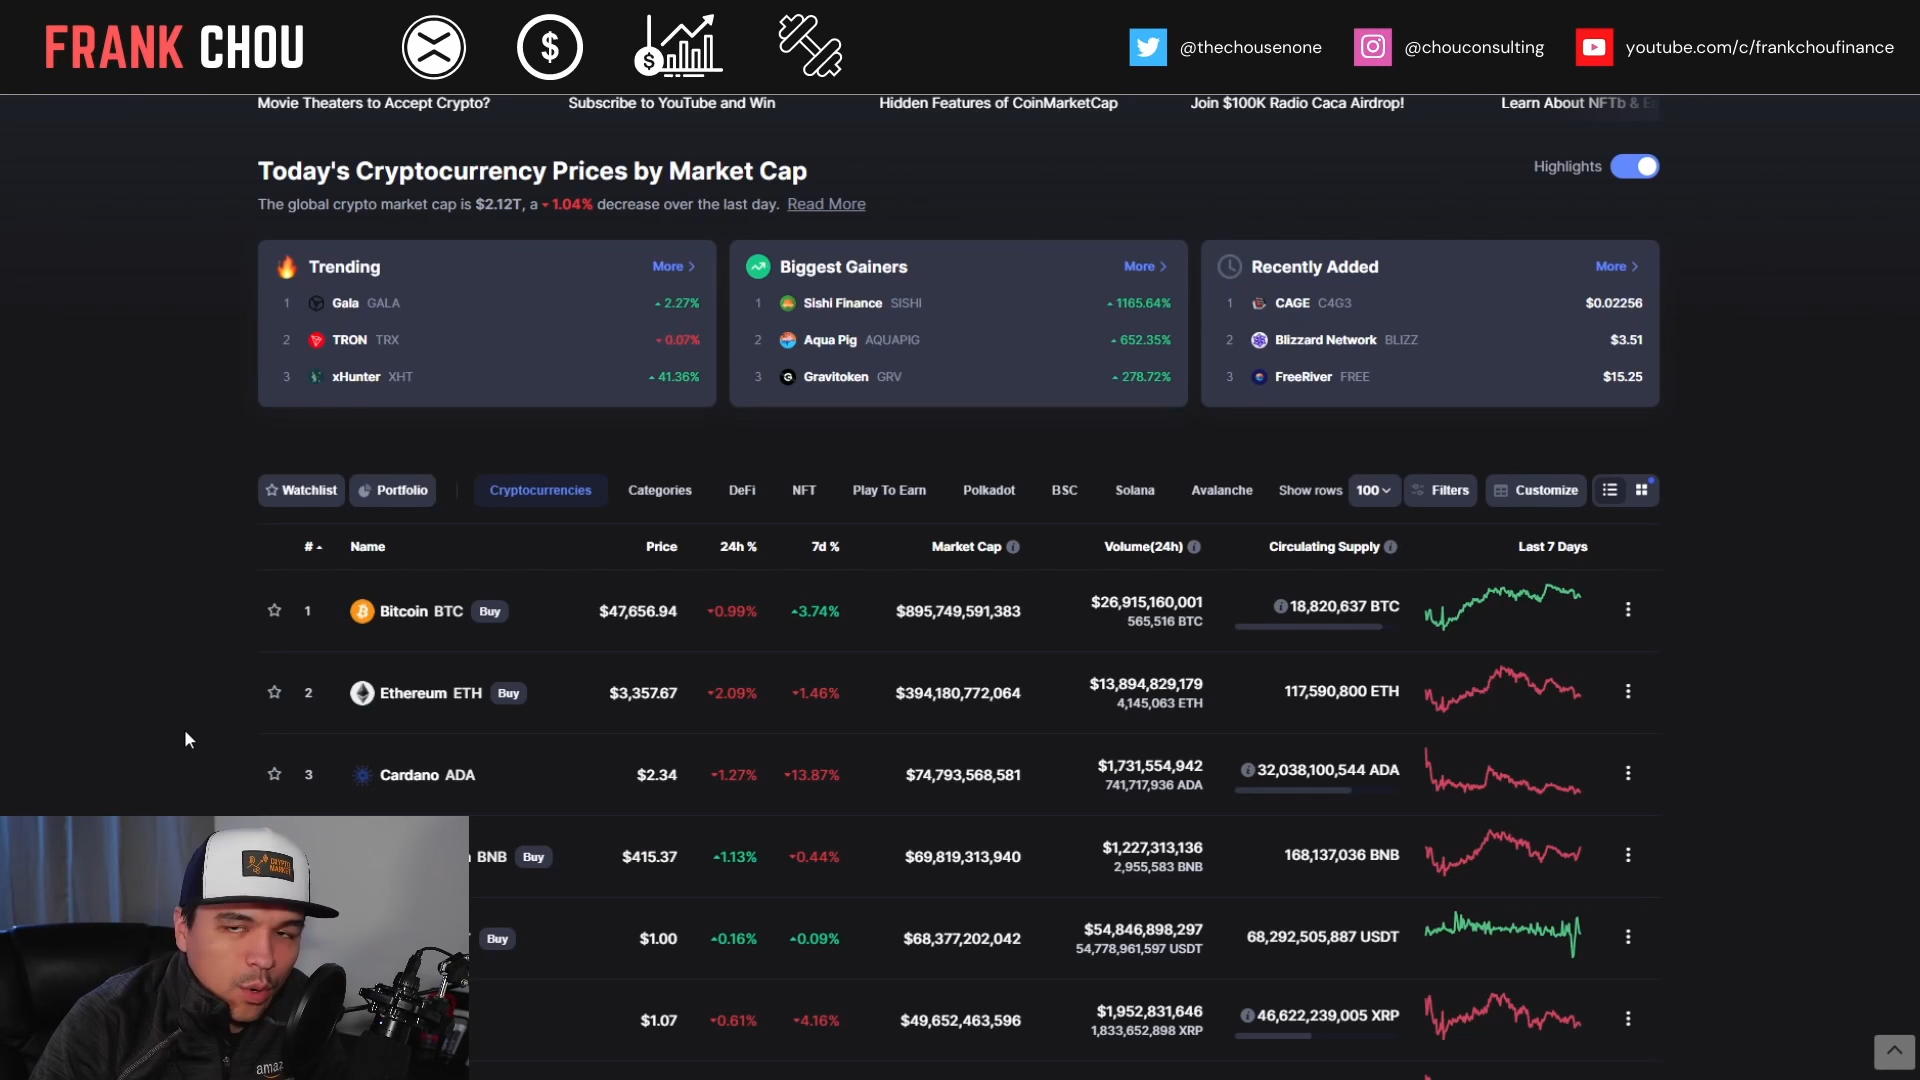 FRANK CHOU
@thechousenone
@chouconsulting
youtube.com/c/frankchoufinance
Movie Theaters to Accept Crypto? Subscribe to YouTube and Win Hidden Features of CoinMarketCap Join $100K Radio Caca Airdrop! Learn About NFTb &
Today's Cryptocurrency Prices by Market Cap
Highlights
The global crypto market cap is $2.12T, a 1.04% decrease over the last day. Read More
Trending More
1 Gala GALA 2.27%
2 TRON TRX 0.07%
3 xHunter XHT 41.36%
Biggest Gainers More
1 Sishi Finance SISHI 1165.64%
2 Aqua Pig AQUAPIG 652.35%
3 Gravitoken GRV 278.72%
Recently Added More
1 CAGE C4G3 $0.02256
2 Blizzard Network BLIZZ $3.51
3 FreeRiver FREE $15.25
Watchlist Portfolio Cryptocurrencies Categories DeFi NFT Play To Earn Polkadot BSC Solana Avalanche Show rows 100 Filters Customize
# Name Price 24h % 7d % Market Cap Volume(24h) Circulating Supply Last 7 Days
1 Bitcoin BTC Buy $47,656.94 0.99% 3.74% $895,749,591,383 $26,915,160,001 18,820,637 BTC
565,516 BTC
2 Ethereum ETH Buy $3,357.67 2.09% 1.46% $394,180,772,064 $13,894,829,179 117,590,800 ETH
4,145,063 ETH
3 Cardano ADA $2.34 1.27% 13.87% $74,793,568,581 $1,731,554,942 32,038,100,544 ADA
741,717,936 ADA
BNB Buy $415.37 1.13% 0.44% $69,819,313,940 $1,227,313,136 168,137,036 BNB
2,955,583 BNB
Buy $1.00 0.16% 0.09% $68,377,202,042 $54,846,898,297 68,292,505,887 USDT
54,778,961,597 USDT
$1.07 0.61% 4.16% $49,652,463,596 $1,952,831,646 46,622,239,005 XRP
1,833,652,898 XRP
CRYPTO
MARKET
amaz